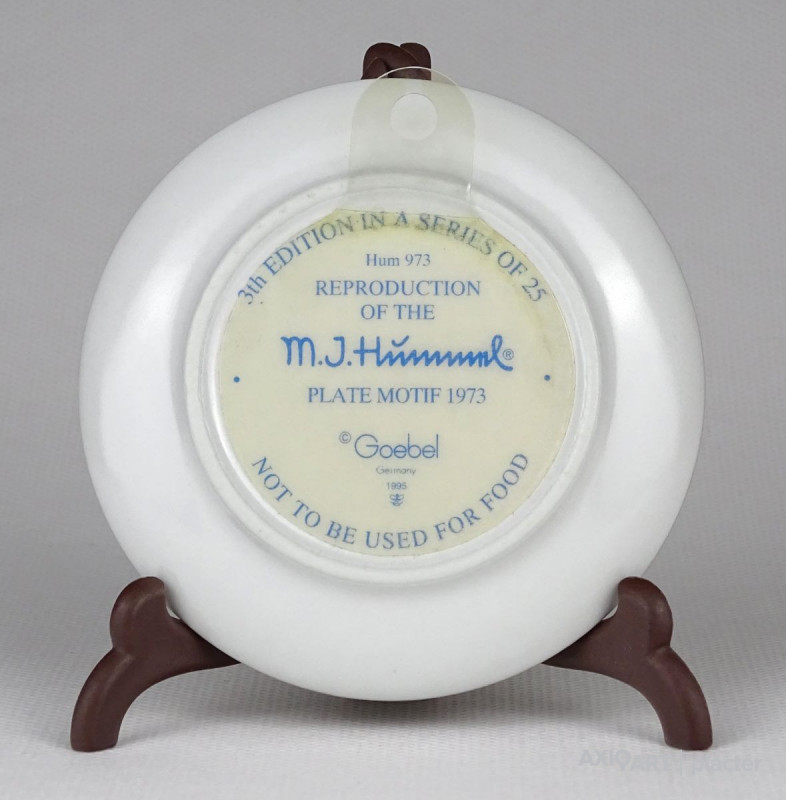 3th EDITION IN A SERIES OF 25
Hum 973
REPRODUCTION
OF THE
M.J.Hummel®
PLATE MOTIF 1973
© Goebel
Germany
1995
NOT TO BE USED FOR FOOD